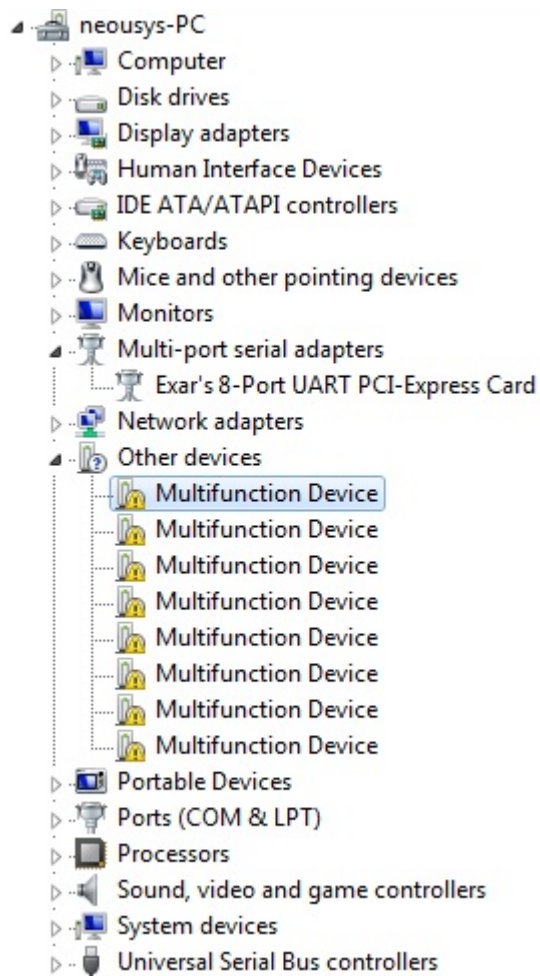 neousys-PC
Computer
Disk drives
Display adapters
Human Interface Devices
IDE ATA/ATAPI controllers
Keyboards
Mice and other pointing devices
Monitors
Multi-port serial adapters
Exar's 8-Port UART PCI-Express Card
Network adapters
Other devices
Multifunction Device
Multifunction Device
Multifunction Device
Multifunction Device
Multifunction Device
Multifunction Device
Multifunction Device
Multifunction Device
Portable Devices
Ports (COM & LPT)
Processors
Sound, video and game controllers
System devices
Universal Serial Bus controllers